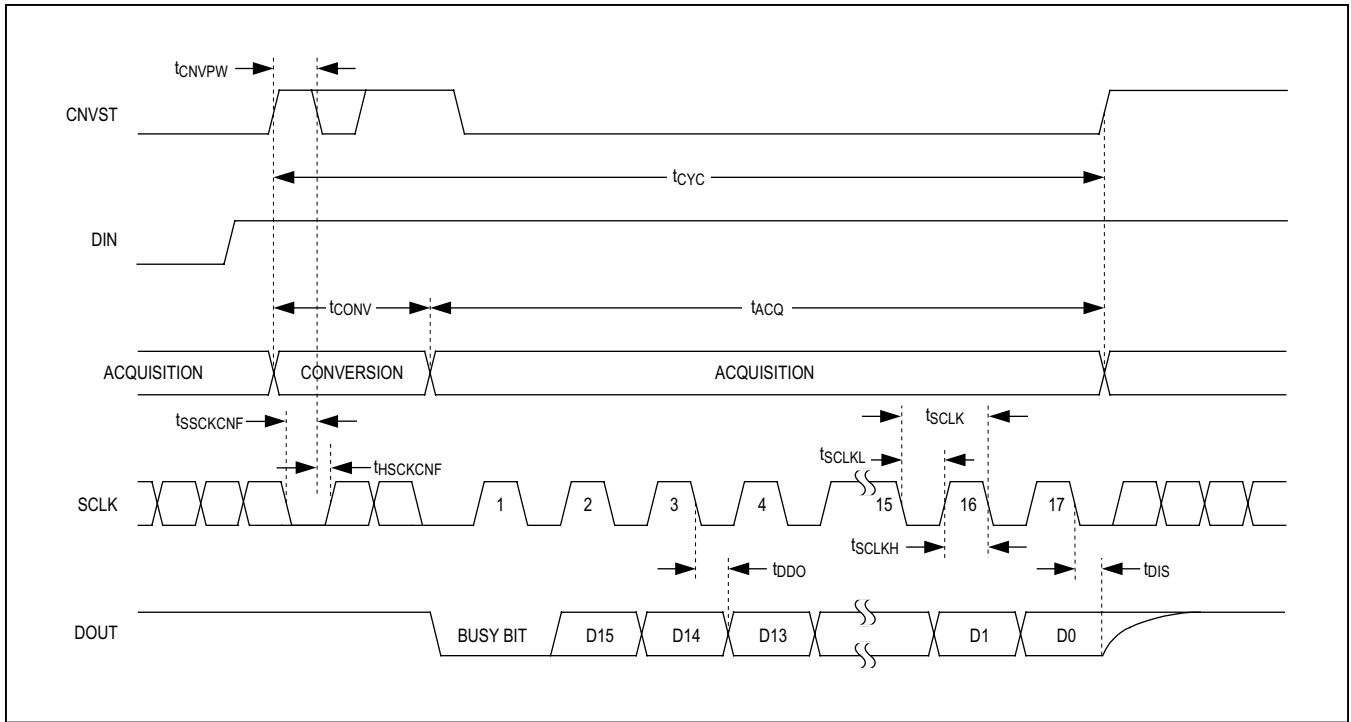 tCNVPW
CNVST
tCYC
DIN
tCONV
tACQ
ACQUISITION
CONVERSION
ACQUISITION
tSSCKCNF
tSCLK
tHSCKCNF
tSCLKL
SCLK
1
2
3
4
15
16
17
tSCLKH
tDDO
tDIS
DOUT
BUSY BIT
D15
D14
D13
D1
D0